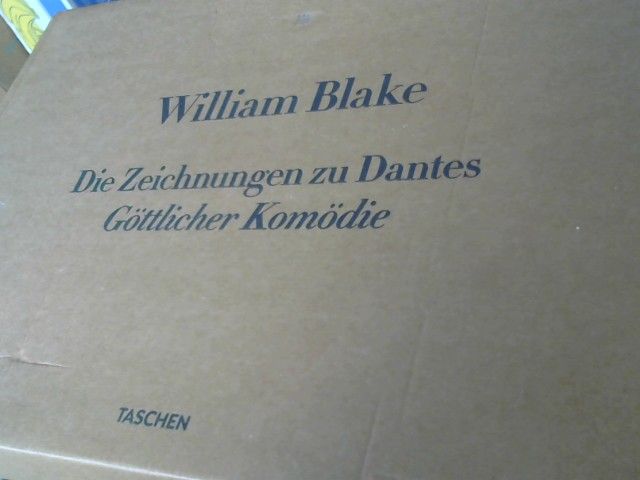 William Blake
Die Zeichnungen zu Dantes
Göttlicher Komödie
TASCHEN